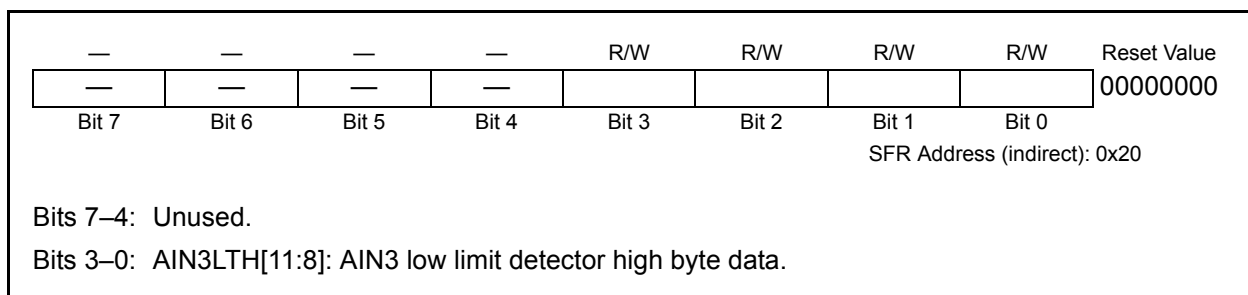 — — — — R/W R/W R/W R/W Reset Value
— — — — 00000000
Bit 7 Bit 6 Bit 5 Bit 4 Bit 3 Bit 2 Bit 1 Bit 0
SFR Address (indirect): 0x20
Bits 7–4: Unused.
Bits 3–0: AIN3LTH[11:8]: AIN3 low limit detector high byte data.